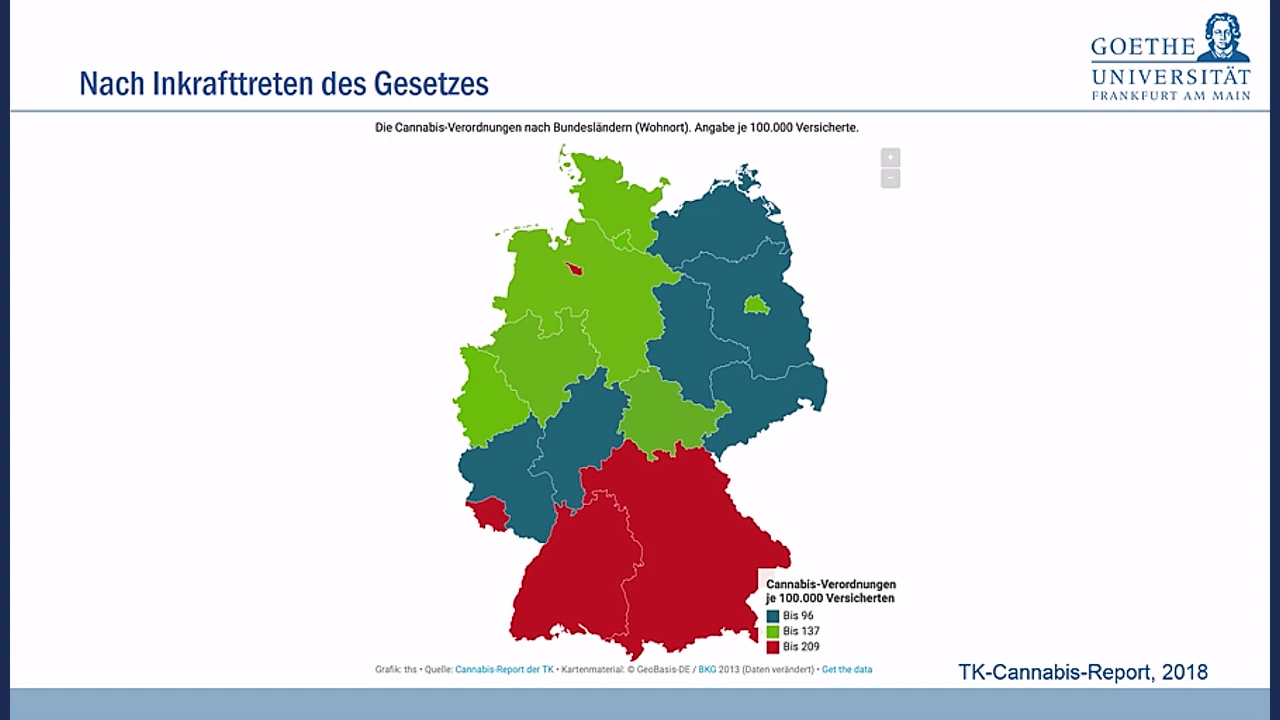 GOETHE
UNIVERSITÄT
FRANKFURT AM MAIN
Nach Inkrafttreten des Gesetzes
Die Cannabis-Verordnungen nach Bundesländern (Wohnort). Angabe je 100.000 Versicherte.
+
−
Cannabis-Verordnungen
je 100.000 Versicherten
Bis 96
Bis 137
Bis 209
Grafik: ths • Quelle: Cannabis-Report der TK • Kartenmaterial: © GeoBasis-DE / BKG 2013 (Daten verändert) • Get the data
TK-Cannabis-Report, 2018